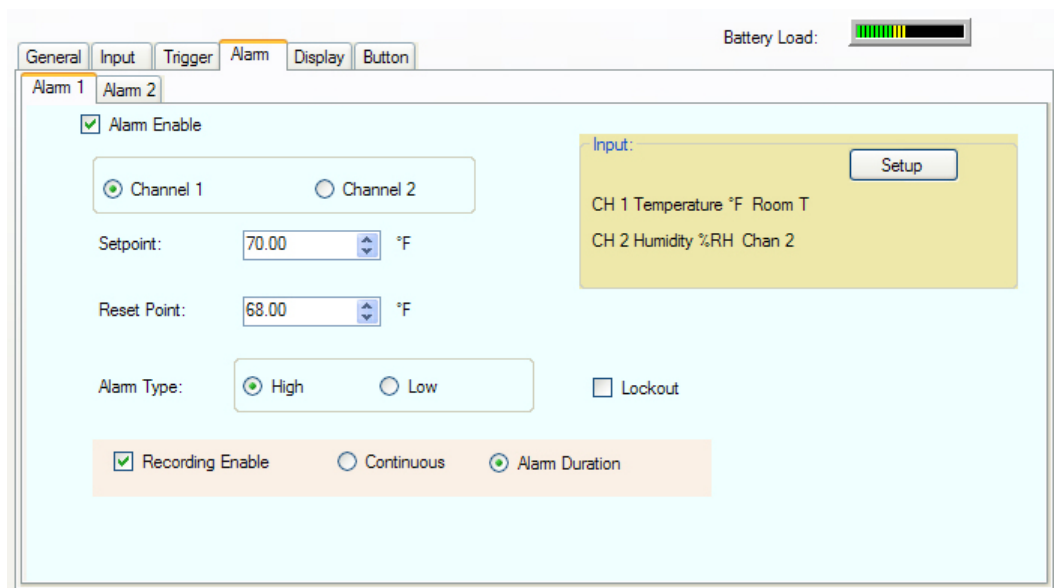 Battery Load:
General Input Trigger Alarm Display Button
Alarm 1 Alarm 2
Alarm Enable
Input:
Setup
Channel 1 Channel 2
CH 1 Temperature °F Room T
Setpoint: 70.00 °F
CH 2 Humidity %RH Chan 2
Reset Point: 68.00 °F
Alarm Type: High Low Lockout
Recording Enable Continuous Alarm Duration